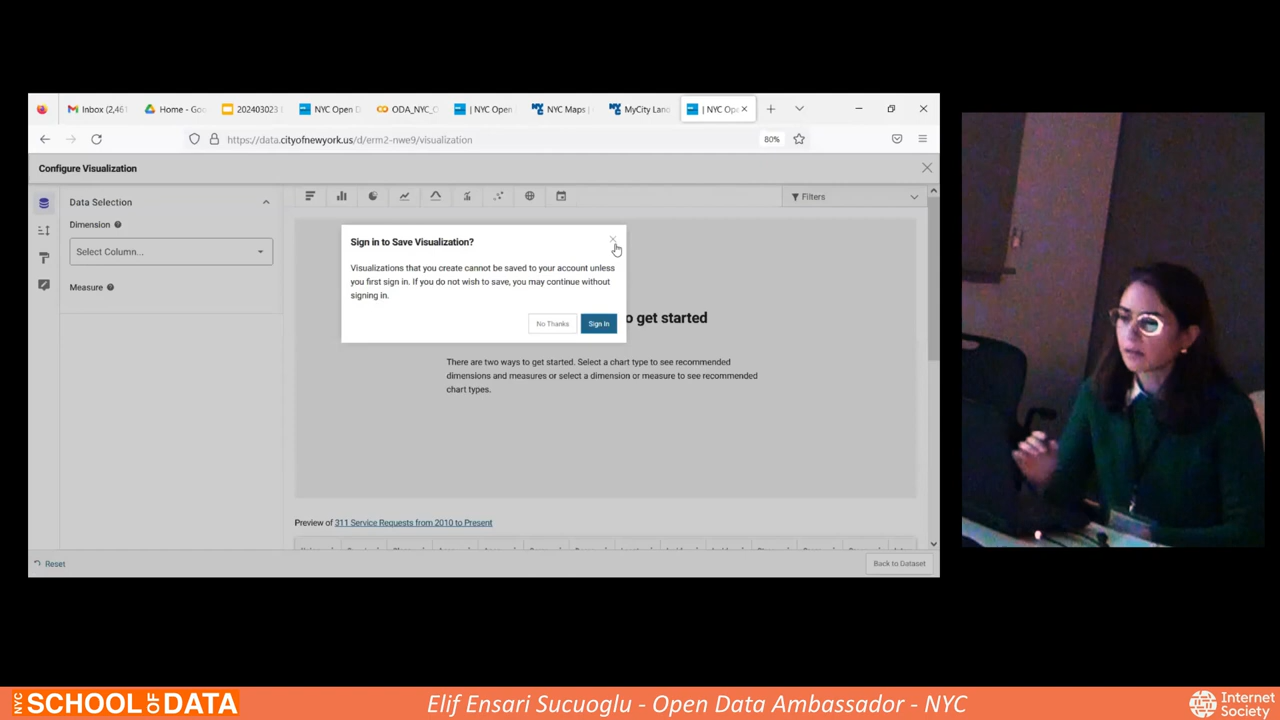 Inbox (2,461
Home - Goo
202403023
NYC Open D
ODA_NYC_O
| NYC Open
NYC Maps |
MyCity Land
| NYC Ope
https://data.cityofnewyork.us/d/erm2-nwe9/visualization
80%
Configure Visualization
Data Selection
Dimension
Select Column...
Measure
Filters
Sign in to Save Visualization?
Visualizations that you create cannot be saved to your account unless
you first sign in. If you do not wish to save, you may continue without
signing in.
No Thanks
Sign In
o get started
There are two ways to get started. Select a chart type to see recommended
dimensions and measures or select a dimension or measure to see recommended
chart types.
Preview of 311 Service Requests from 2010 to Present
Reset
Back to Dataset
NYC SCHOOL OF DATA
Elif Ensari Sucuoglu - Open Data Ambassador - NYC
Internet
Society